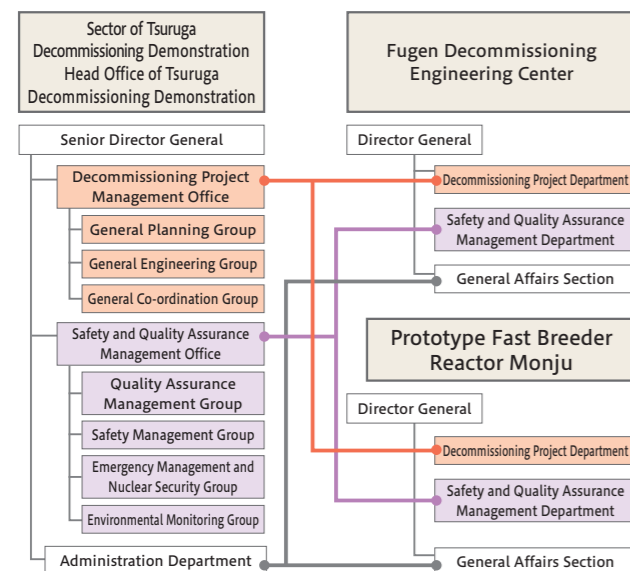 Sector of Tsuruga
Decommissioning Demonstration
Head Office of Tsuruga
Decommissioning Demonstration
Senior Director General
Decommissioning Project
Management Office
General Planning Group
General Engineering Group
General Co-ordination Group
Safety and Quality Assurance
Management Office
Quality Assurance
Management Group
Safety Management Group
Emergency Management and
Nuclear Security Group
Environmental Monitoring Group
Administration Department
Fugen Decommissioning
Engineering Center
Director General
Decommissioning Project Department
Safety and Quality Assurance
Management Department
General Affairs Section
Prototype Fast Breeder
Reactor Monju
Director General
Decommissioning Project Department
Safety and Quality Assurance
Management Department
General Affairs Section